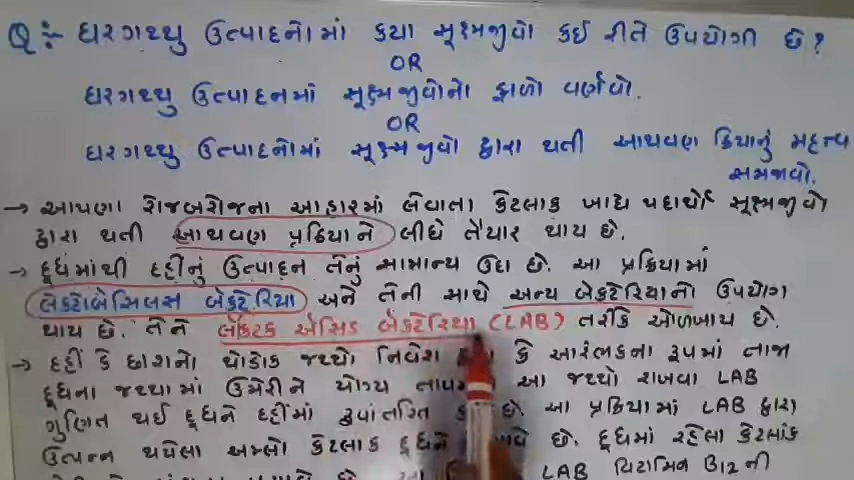 Q :- ઘરગથ્થુ ઉત્પાદનોમાં કયા સૂક્ષ્મજીવો કઈ રીતે ઉપયોગી છે?
OR
ઘરગથ્થુ ઉત્પાદનમાં સૂક્ષ્મજીવોનો ફાળો વર્ણવો.
OR
ઘરગથ્થુ ઉત્પાદનોમાં સૂક્ષ્મજીવો દ્વારા થતી આથવણ ક્રિયાનું મહત્ત્વ
સમજાવો.
→ આપણા રોજબરોજના આહારમાં લેવાતા કેટલાક ખાદ્ય પદાર્થો સૂક્ષ્મજીવો
દ્વારા થતી આથવણ પ્રક્રિયાને લીધે તૈયાર થાય છે.
→ દૂધમાંથી દહીંનું ઉત્પાદન તેનું સામાન્ય ઉદા છે. આ પ્રક્રિયામાં
લેક્ટોબેસિલસ બેક્ટેરિયા અને તેની સાથે અન્ય બેક્ટેરિયાનો ઉપયોગ
થાય છે. તેને લેક્ટિક એસિડ બેક્ટેરિયા (LAB) તરીકે ઓળખાય છે.
→ દહીં કે છાશનો થોડોક જથ્થો નિવેશ કે આરંભકના રૂપમાં તાજા
દૂધના જથ્થામાં ઉમેરીને યોગ્ય આ જથ્થો રાખવા LAB
ગુણિત થઈ દૂધને દહીંમાં રૂપાંતરિત છે. આ પ્રક્રિયામાં LAB દ્વારા
ઉત્પન્ન થયેલા અમ્લો કેટલાક છે. દૂધમાં રહેલા કેટલાંક
LAB વિટામિન B12 ની